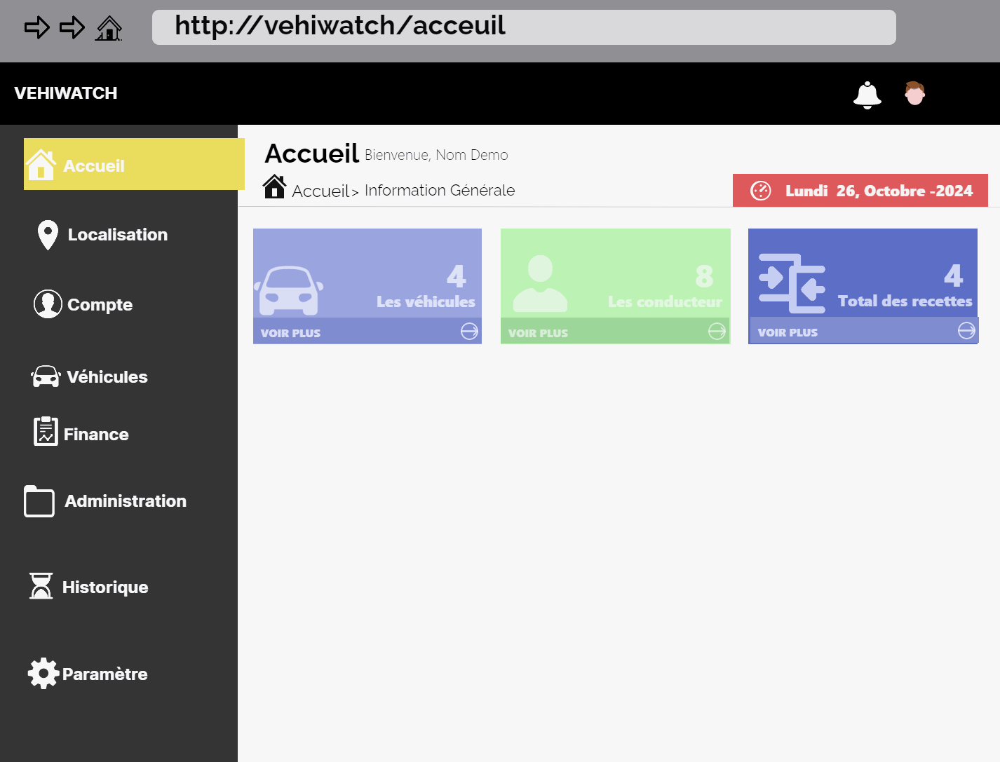 http://vehiwatch/acceuil
VEHIWATCH
Accueil
Localisation
Compte
Véhicules
Finance
Administration
Historique
Paramètre
Accueil Bienvenue, Nom Demo
Accueil > Information Générale
Lundi 26, Octobre -2024
4
Les véhicules
VOIR PLUS
8
Les conducteur
VOIR PLUS
4
Total des recettes
VOIR PLUS